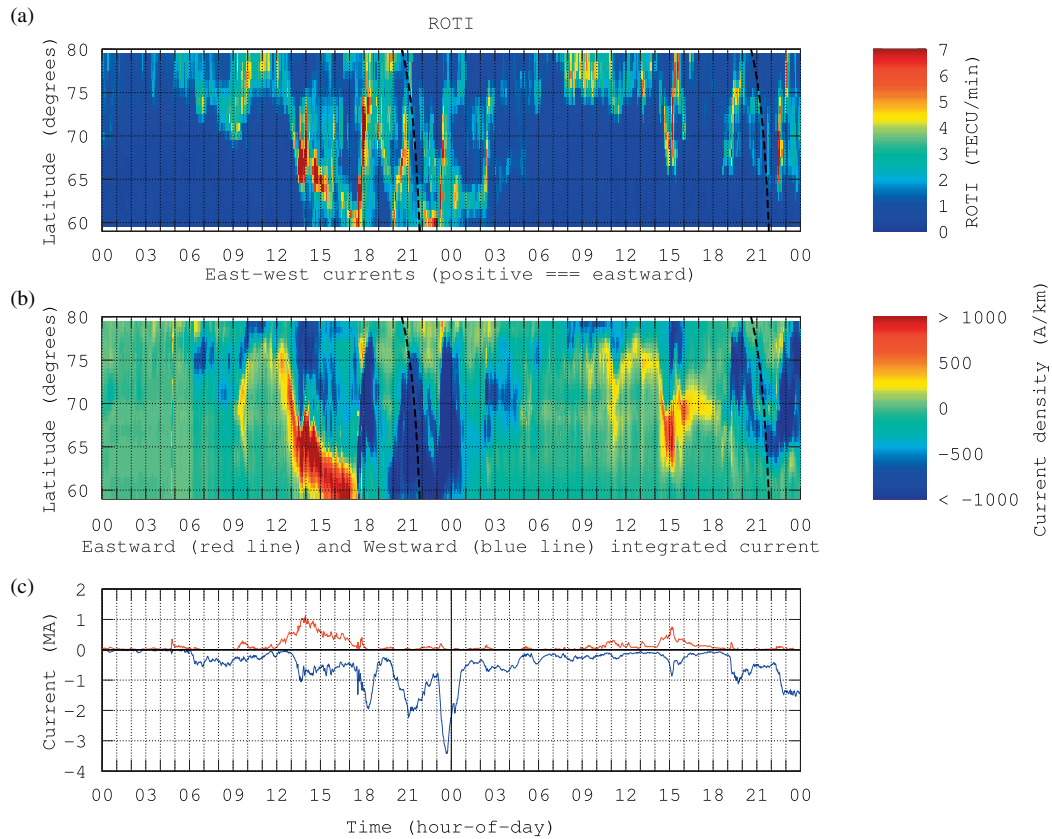 (a)
ROTI
80
75
70
65
60
Latitude (degrees)
00 03 06 09 12 15 18 21 00 03 06 09 12 15 18 21 00
7
6
5
4
3
2
1
0
ROTI (TECU/min)
East-west currents (positive === eastward)
(b)
80
75
70
65
60
Latitude (degrees)
00 03 06 09 12 15 18 21 00 03 06 09 12 15 18 21 00
> 1000
500
0
-500
< -1000
Current density (A/km)
Eastward (red line) and Westward (blue line) integrated current
(c)
2
1
0
-1
-2
-3
-4
Current (MA)
00 03 06 09 12 15 18 21 00 03 06 09 12 15 18 21 00
Time (hour-of-day)